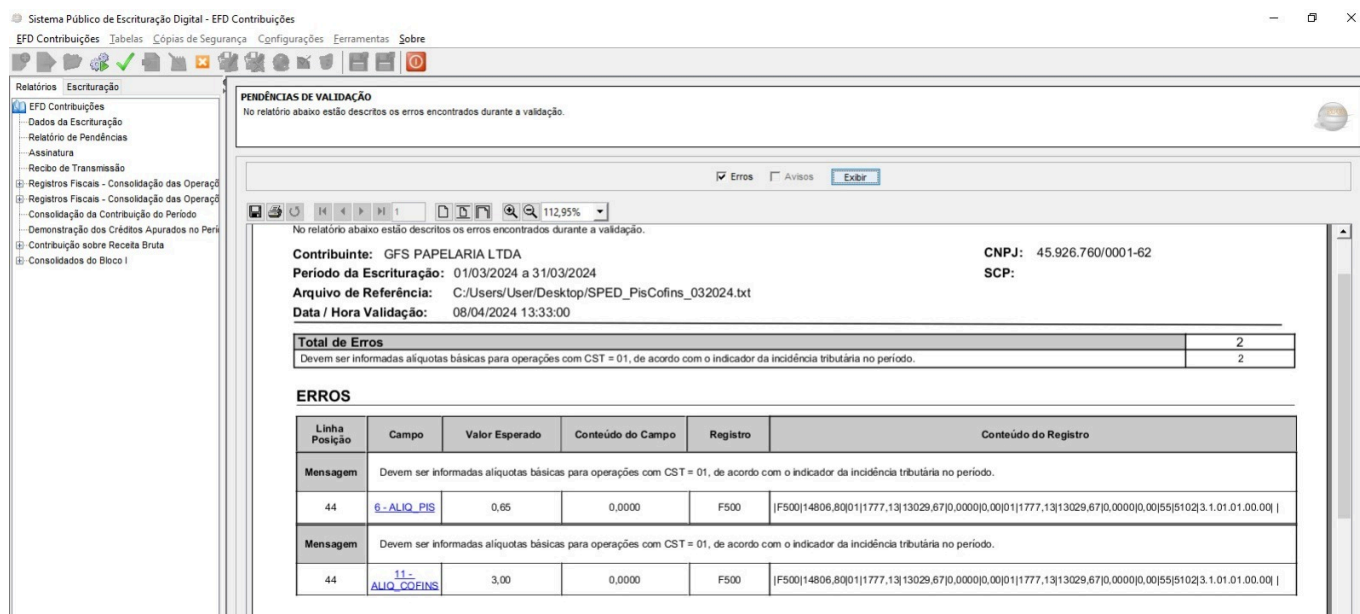 Sistema Público de Escrituração Digital - EFD Contribuições
EFD Contribuições Tabelas Cópias de Segurança Configurações Ferramentas Sobre
Relatórios Escrituração
EFD Contribuições
Dados da Escrituração
Relatório de Pendências
Assinatura
Recibo de Transmissão
Registros Fiscais - Consolidação das Operaçõ
Registros Fiscais - Consolidação das Operaçõ
Consolidação da Contribuição do Período
Demonstração dos Créditos Apurados no Perí
Contribuição sobre Receita Bruta
Consolidados do Bloco I
PENDÊNCIAS DE VALIDAÇÃO
No relatório abaixo estão descritos os erros encontrados durante a validação.
Erros Avisos Exibir
1 112,95%
No relatório abaixo estão descritos os erros encontrados durante a validação.
Contribuinte: GFS PAPELARIA LTDA CNPJ: 45.926.760/0001-62
Período da Escrituração: 01/03/2024 a 31/03/2024 SCP:
Arquivo de Referência: C:/Users/User/Desktop/SPED_PisCofins_032024.txt
Data / Hora Validação: 08/04/2024 13:33:00
Total de Erros 2
Devem ser informadas alíquotas básicas para operações com CST = 01, de acordo com o indicador da incidência tributária no período. 2
ERROS
Linha Posição Campo Valor Esperado Conteúdo do Campo Registro Conteúdo do Registro
Mensagem Devem ser informadas alíquotas básicas para operações com CST = 01, de acordo com o indicador da incidência tributária no período.
44 6 - ALIQ_PIS 0,65 0,0000 F500 |F500|14806,80|01|1777,13|13029,67|0,0000|0,00|01|1777,13|13029,67|0,0000|0,00|55|5102|3.1.01.01.00.00| |
Mensagem Devem ser informadas alíquotas básicas para operações com CST = 01, de acordo com o indicador da incidência tributária no período.
44 11 - ALIQ_COFINS 3,00 0,0000 F500 |F500|14806,80|01|1777,13|13029,67|0,0000|0,00|01|1777,13|13029,67|0,0000|0,00|55|5102|3.1.01.01.00.00| |